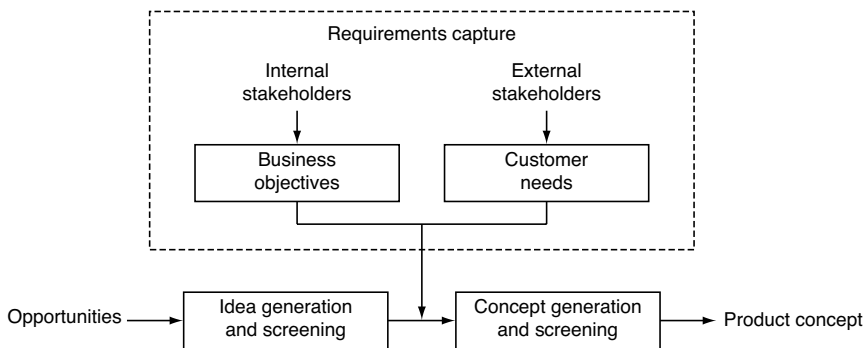 Requirements capture
Internal
stakeholders
External
stakeholders
Business
objectives
Customer
needs
Opportunities
Idea generation
and screening
Concept generation
and screening
Product concept